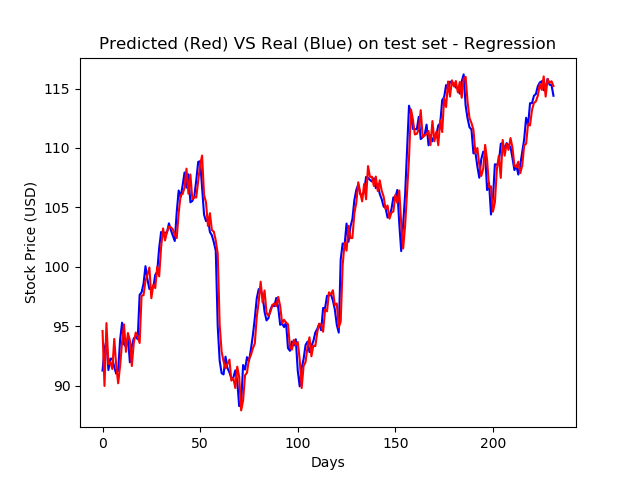 Predicted (Red) VS Real (Blue) on test set - Regression
115
110
105
100
95
90
Stock Price (USD)
0 50 100 150 200
Days